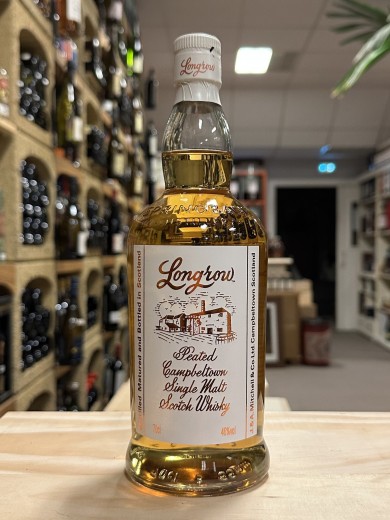 Longrow
Longrow
Peated
Campbeltown
Single Malt
Scotch Whisky
70cl
46%vol
Matured and Bottled in Scotland
J.&A. Mitchell & Co. Ltd Campbeltown Scotland